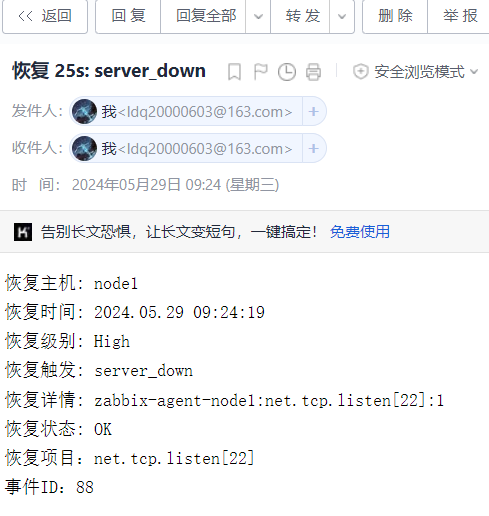 << 返回 回 复 回复全部 转 发 删 除 举 报
恢复 25s: server_down 安全浏览模式
发件人: 我<ldq20000603@163.com> +
收件人: 我<ldq20000603@163.com> +
时 间: 2024年05月29日 09:24 (星期三)
告别长文恐惧，让长文变短句，一键搞定！ 免费使用
恢复主机: node1
恢复时间: 2024.05.29 09:24:19
恢复级别: High
恢复触发: server_down
恢复详情: zabbix-agent-node1:net.tcp.listen[22]:1
恢复状态: OK
恢复项目：net.tcp.listen[22]
事件ID：88